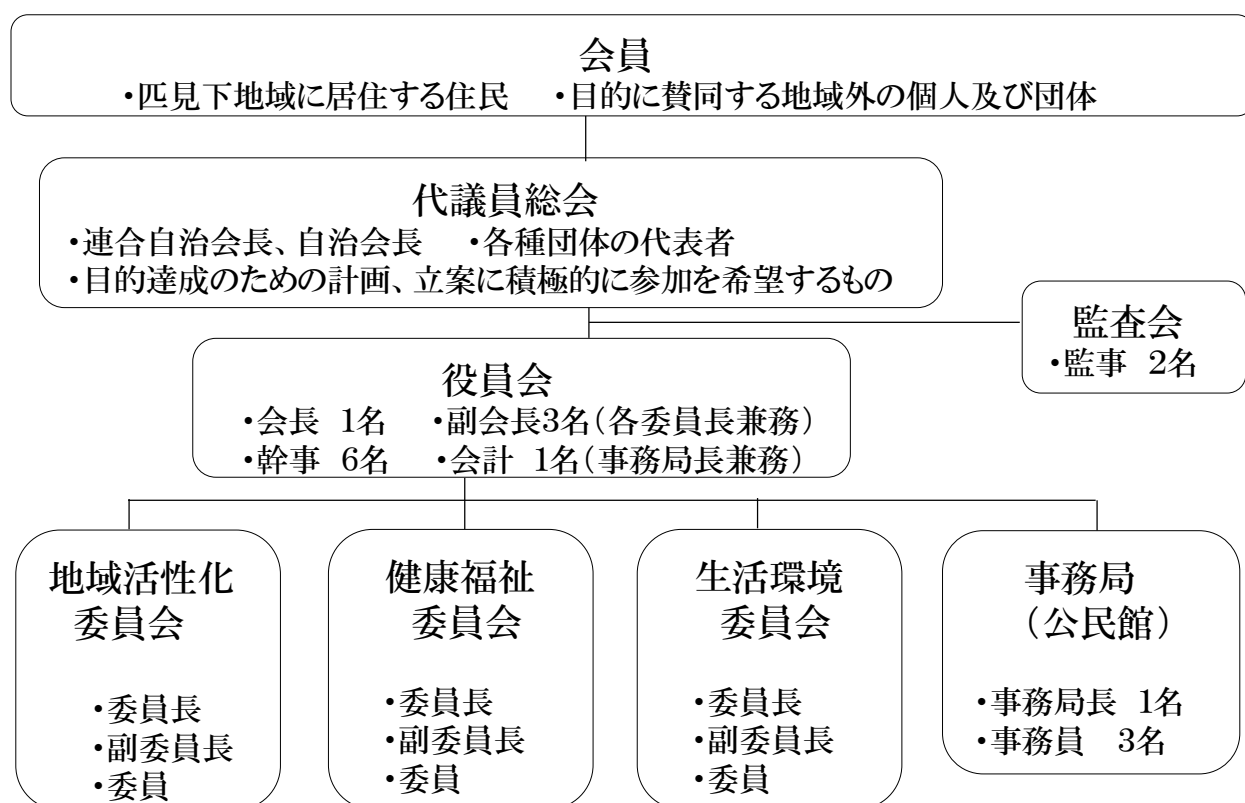 会員
・匹見下地域に居住する住民　・目的に賛同する地域外の個人及び団体
代議員総会
・連合自治会長、自治会長　・各種団体の代表者
・目的達成のための計画、立案に積極的に参加を希望するもの
監査会
・監事　2名
役員会
・会長　1名　・副会長3名(各委員長兼務)
・幹事　6名　・会計　1名(事務局長兼務)
地域活性化
委員会
・委員長
・副委員長
・委員
健康福祉
委員会
・委員長
・副委員長
・委員
生活環境
委員会
・委員長
・副委員長
・委員
事務局
（公民館）
・事務局長　1名
・事務員　3名